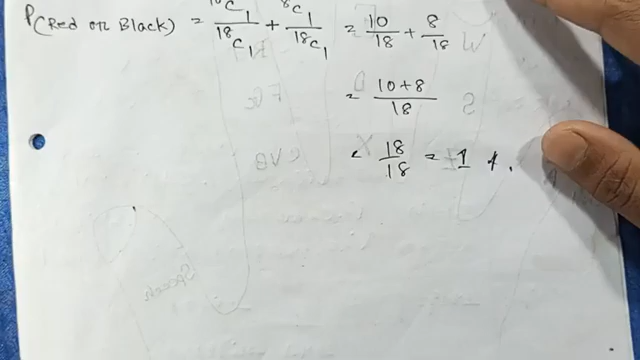 P(Red or Black) = ¹⁰C₁/¹⁸C₁ + ⁸C₁/¹⁸C₁ = 10/18 + 8/18
= 10+8/18
= 18/18 = 1